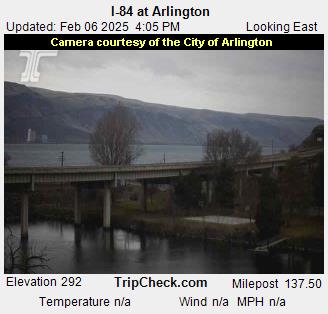 I-84 at Arlington
Updated: Feb 06 2025 4:05 PM Looking East
Camera courtesy of the City of Arlington
Elevation 292 TripCheck.com Milepost 137.50
Temperature n/a Wind n/a MPH n/a